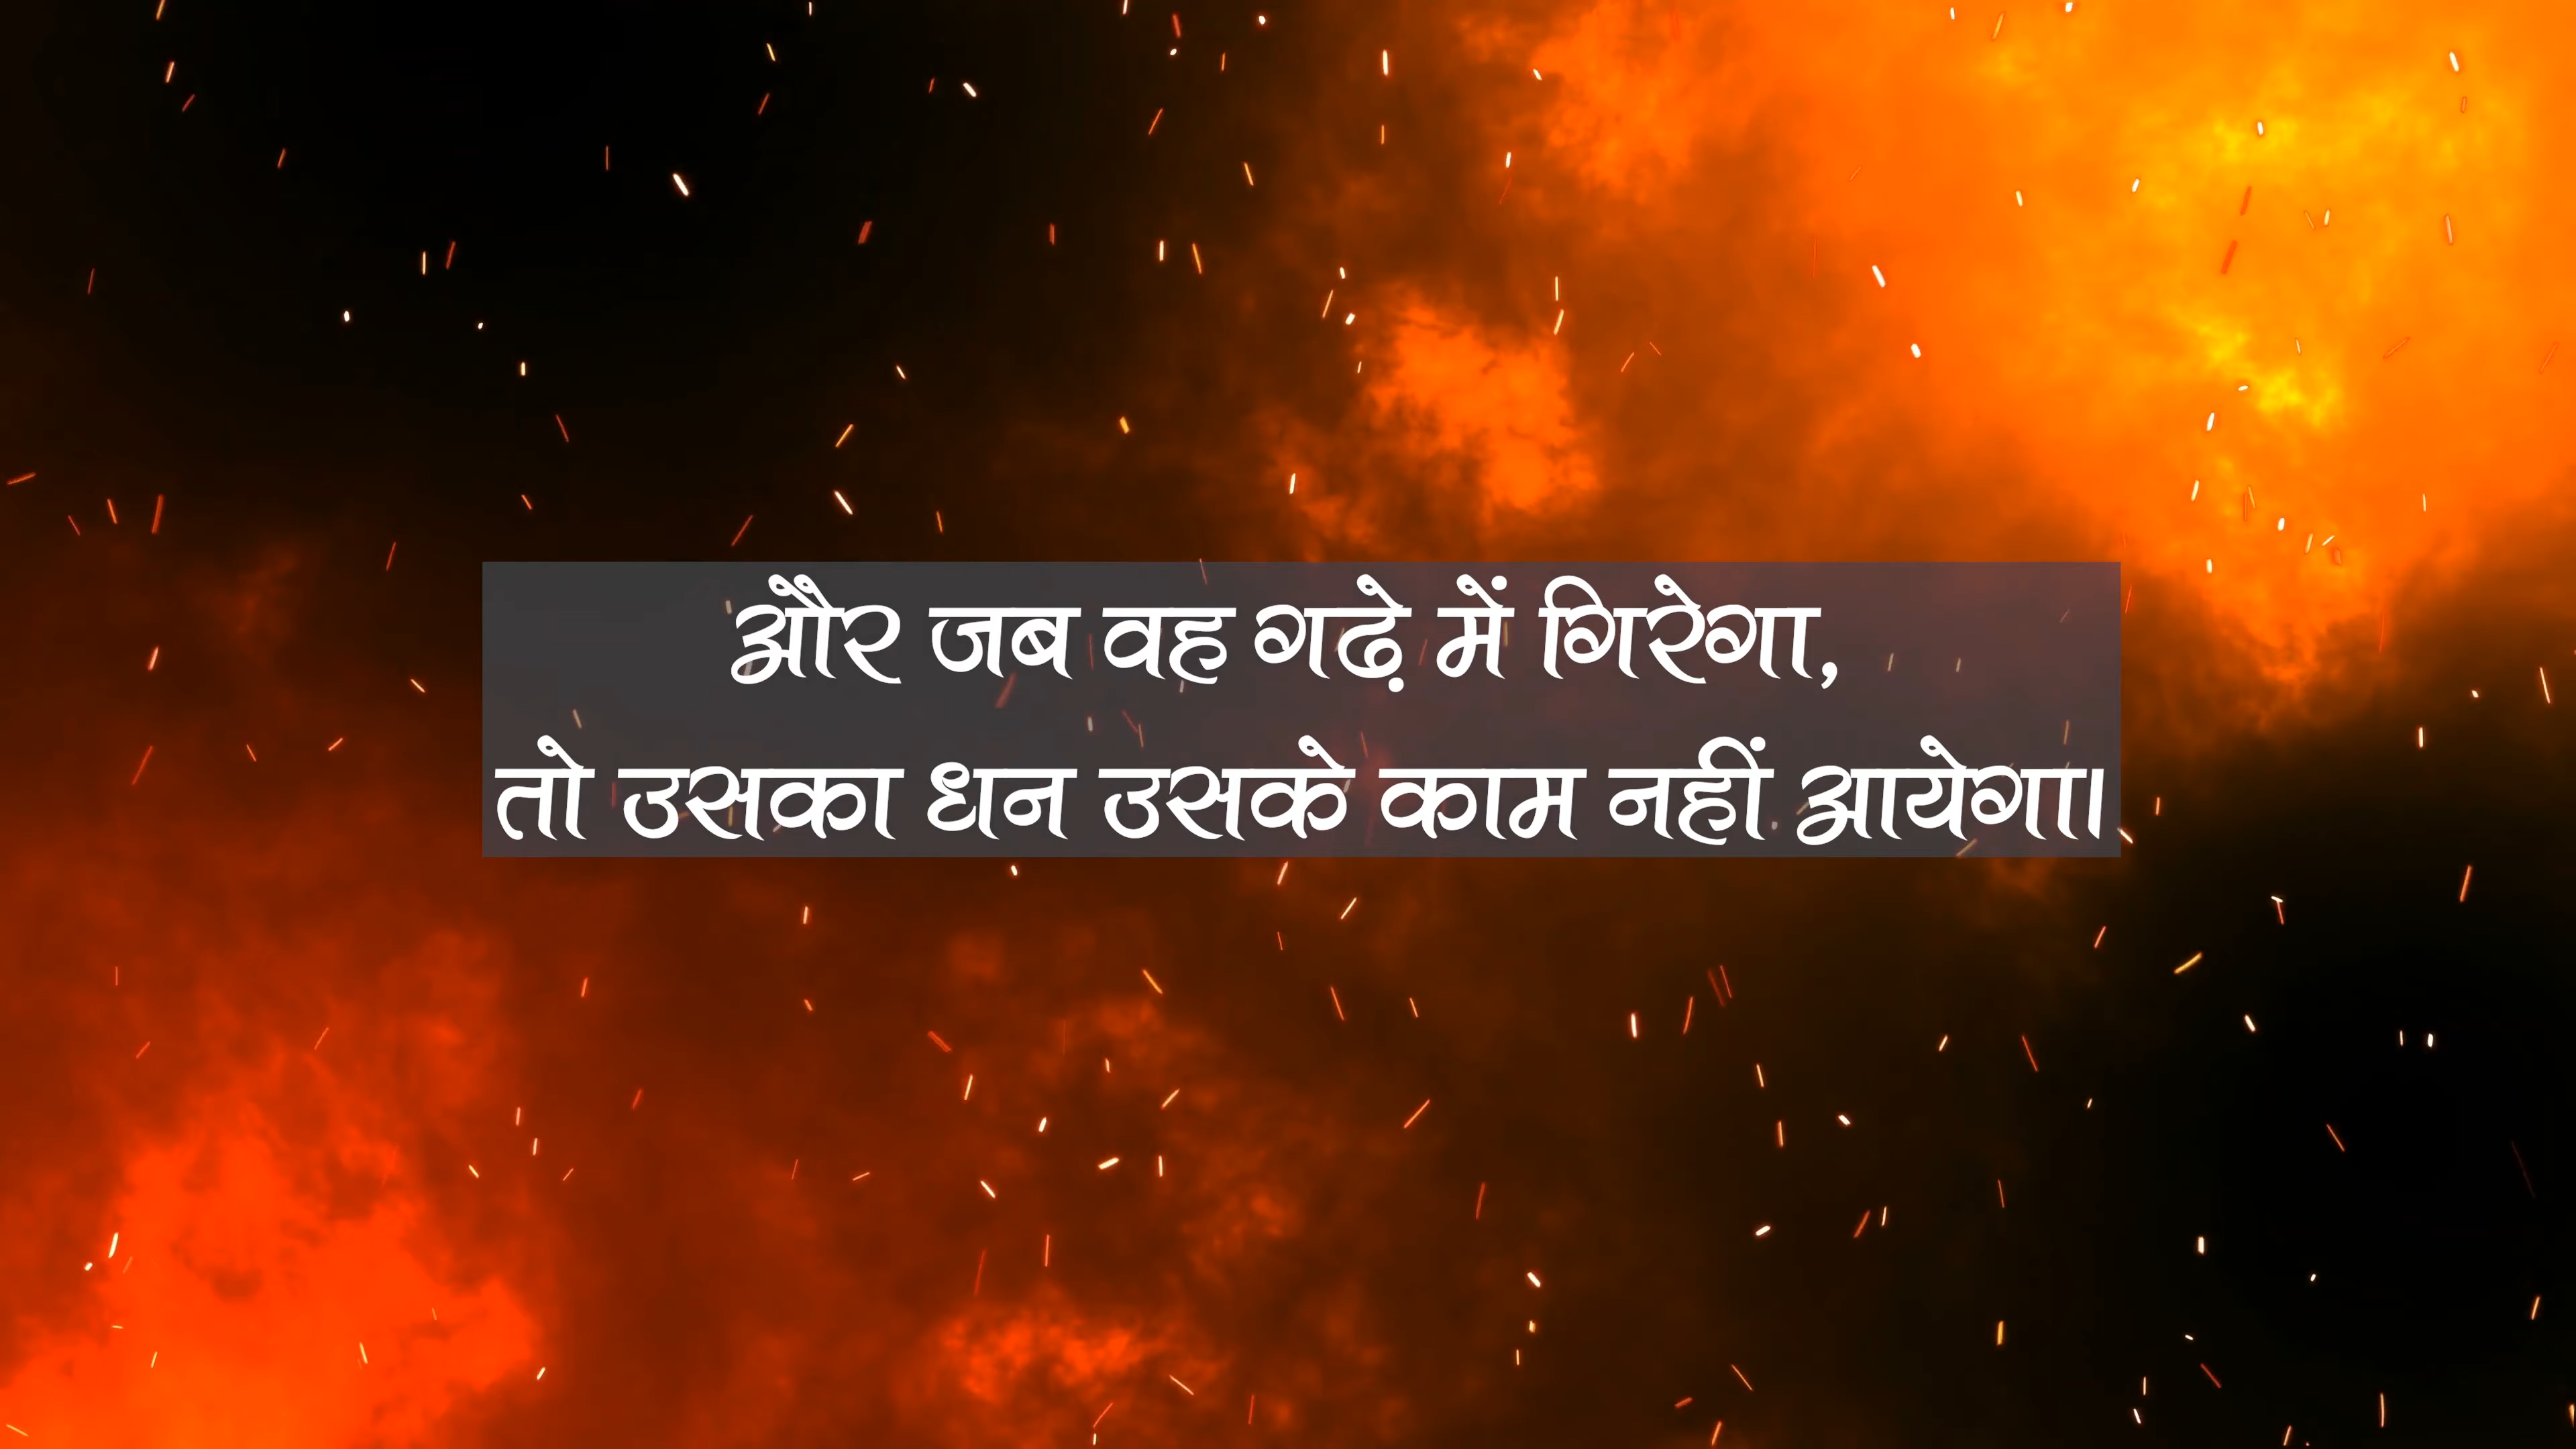 और जब वह गढ़े में गिरेगा,
तो उसका धन उसके काम नहीं आयेगा।